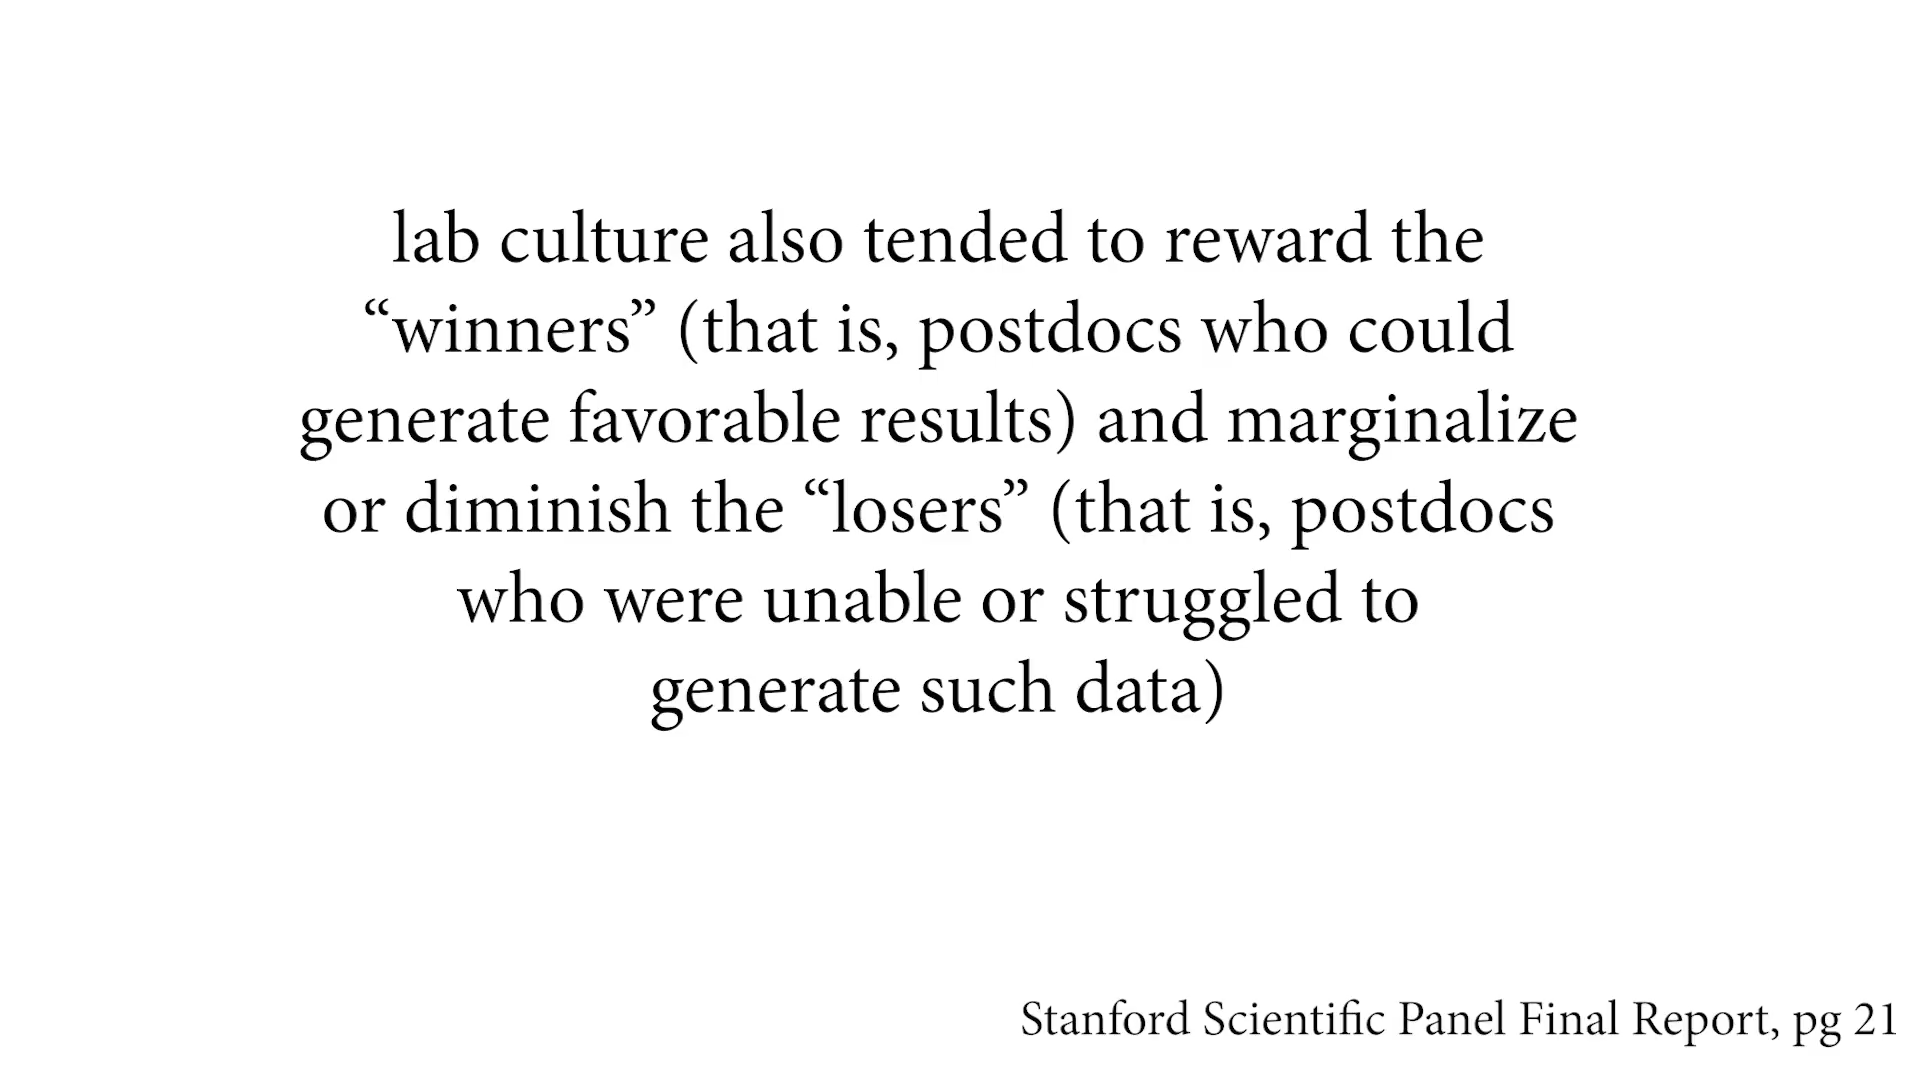 lab culture also tended to reward the
“winners” (that is, postdocs who could
generate favorable results) and marginalize
or diminish the “losers” (that is, postdocs
who were unable or struggled to
generate such data)
Stanford Scientific Panel Final Report, pg 21